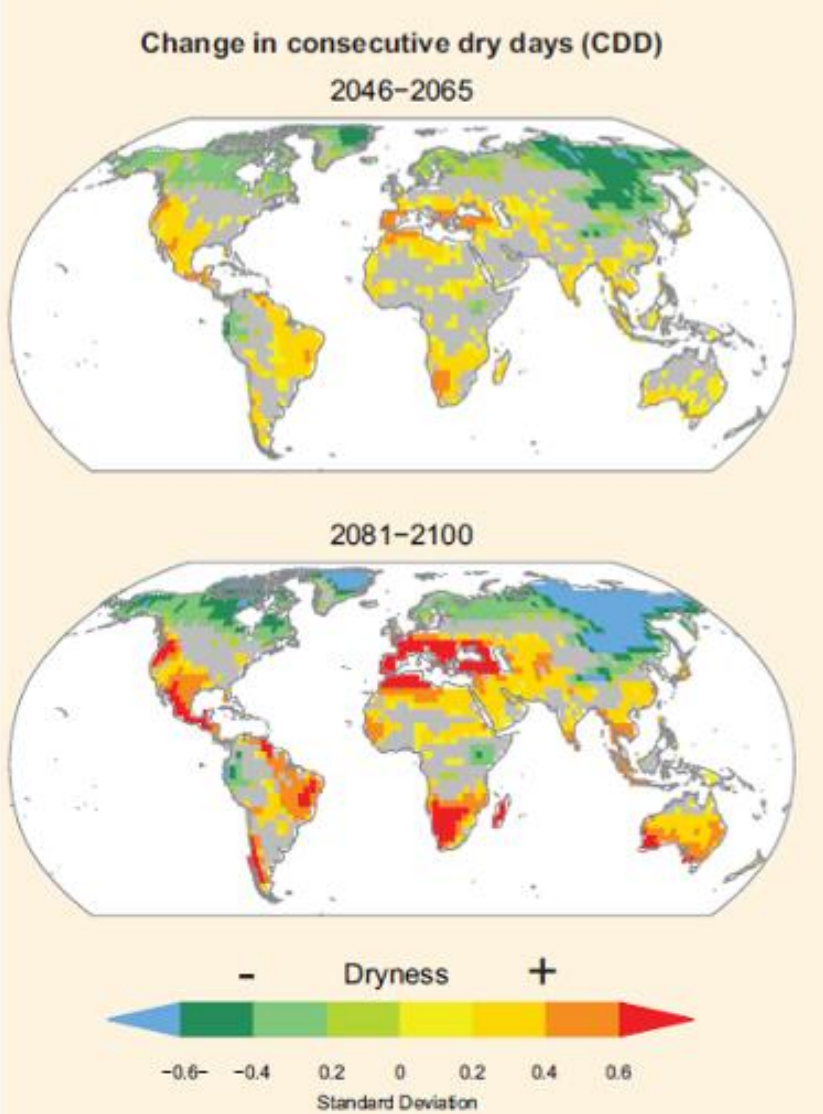 Change in consecutive dry days (CDD)
2046−2065
2081−2100
- Dryness +
−0.6− −0.4 0.2 0 0.2 0.4 0.6
Standard Deviation